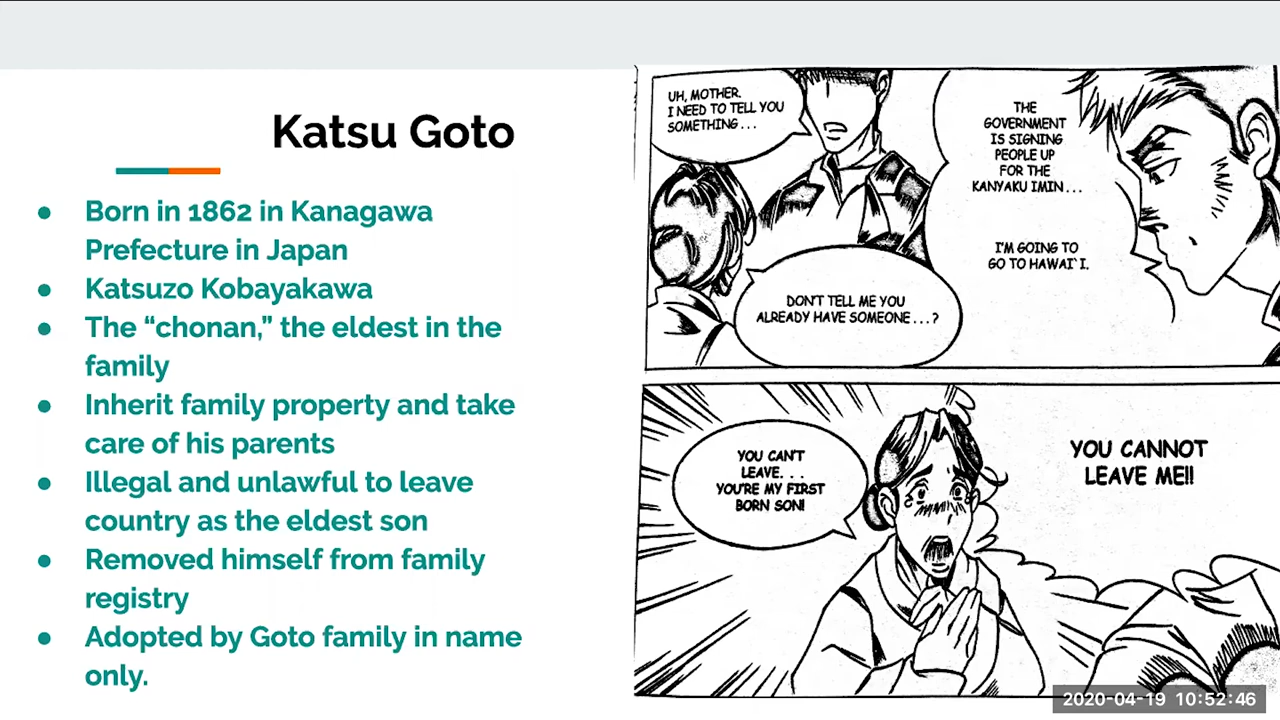 Katsu Goto
● Born in 1862 in Kanagawa
Prefecture in Japan
● Katsuzo Kobayakawa
● The “chonan,” the eldest in the
family
● Inherit family property and take
care of his parents
● Illegal and unlawful to leave
country as the eldest son
● Removed himself from family
registry
● Adopted by Goto family in name
only.
UH, MOTHER.
I NEED TO TELL YOU
SOMETHING...
DON'T TELL ME YOU
ALREADY HAVE SOMEONE...?
THE
GOVERNMENT
IS SIGNING
PEOPLE UP
FOR THE
KANYAKU IMIN...
I'M GOING TO
GO TO HAWAI`I.
YOU CAN'T
LEAVE...
YOU'RE MY FIRST
BORN SON!
YOU CANNOT
LEAVE ME!!
2020-04-19 10:52:46